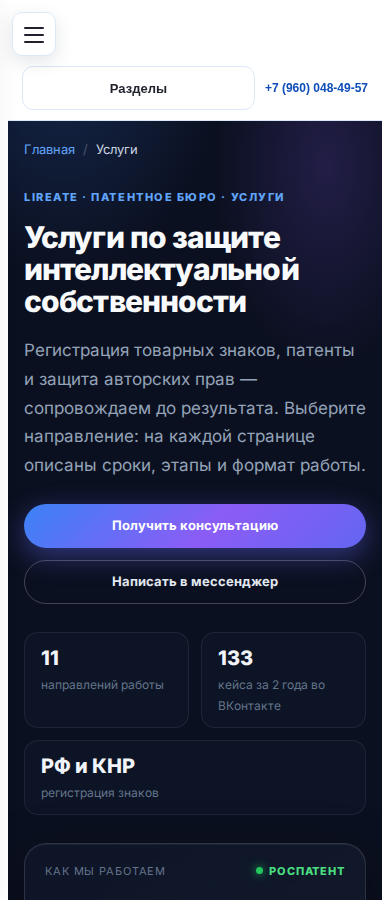 Разделы
+7 (960) 048-49-57
Главная / Услуги
LIREATE · ПАТЕНТНОЕ БЮРО · УСЛУГИ
Услуги по защите
интеллектуальной
собственности
Регистрация товарных знаков, патенты
и защита авторских прав —
сопровождаем до результата. Выберите
направление: на каждой странице
описаны сроки, этапы и формат работы.
Получить консультацию
Написать в мессенджер
11
направлений работы
133
кейса за 2 года во
ВКонтакте
РФ и КНР
регистрация знаков
КАК МЫ РАБОТАЕМ
РОСПАТЕНТ